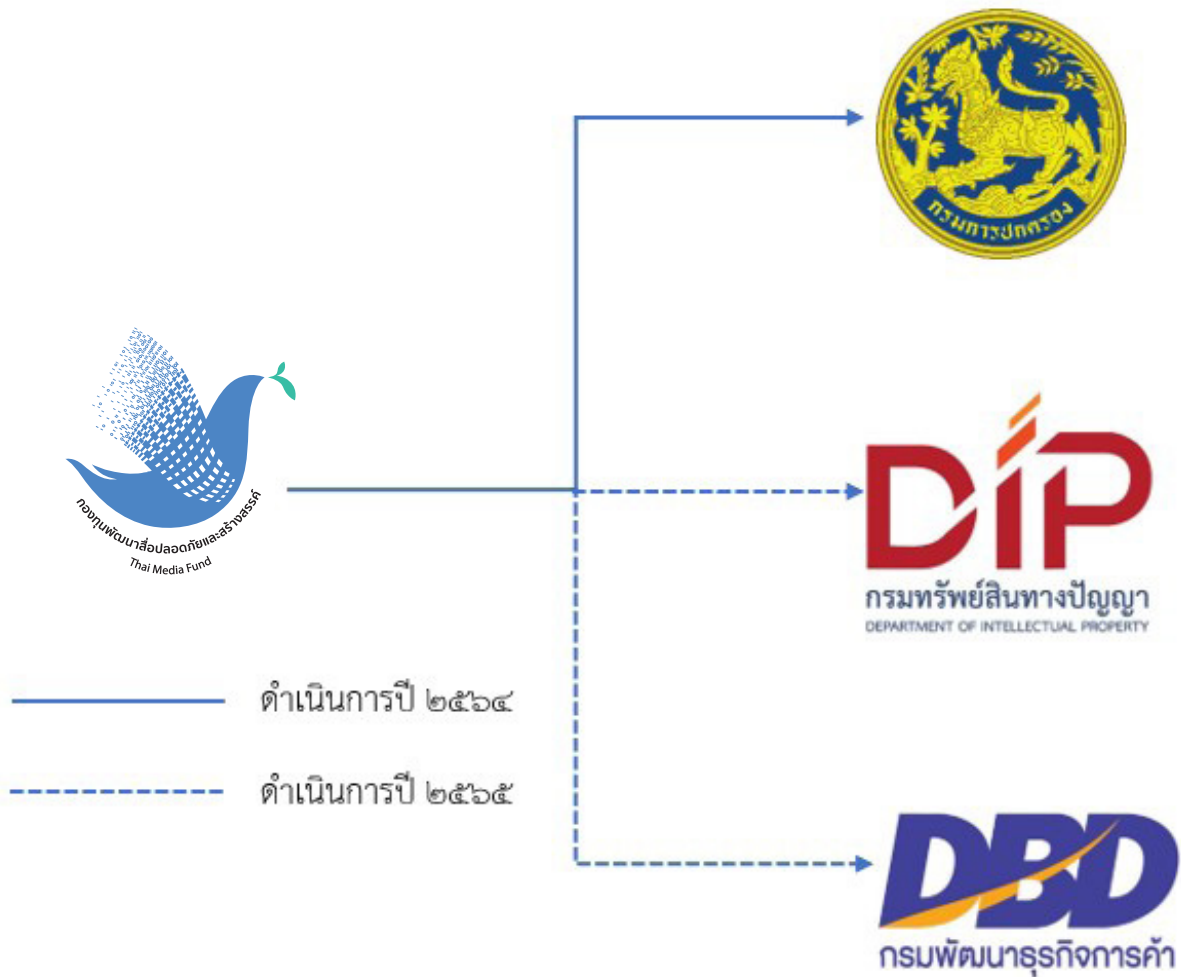 กรมการปกครอง
กองทุนพัฒนาสื่อปลอดภัยและสร้างสรรค์
Thai Media Fund
DIP
กรมทรัพย์สินทางปัญญา
DEPARTMENT OF INTELLECTUAL PROPERTY
ดำเนินการปี ๒๕๖๔
ดำเนินการปี ๒๕๖๕
DBD
กรมพัฒนาธุรกิจการค้า